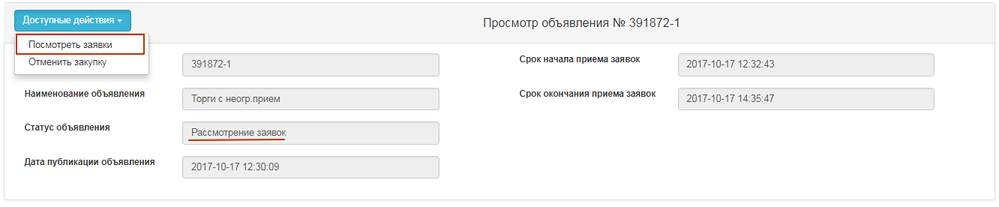 Доступные действия
Просмотр объявления № 391872-1
Посмотреть заявки
Отменить закупку
391872-1
Срок начала приема заявок
2017-10-17 12:32:43
Наименование объявления
Торги с неогр.прием
Срок окончания приема заявок
2017-10-17 14:35:47
Статус объявления
Рассмотрение заявок
Дата публикации объявления
2017-10-17 12:30:09